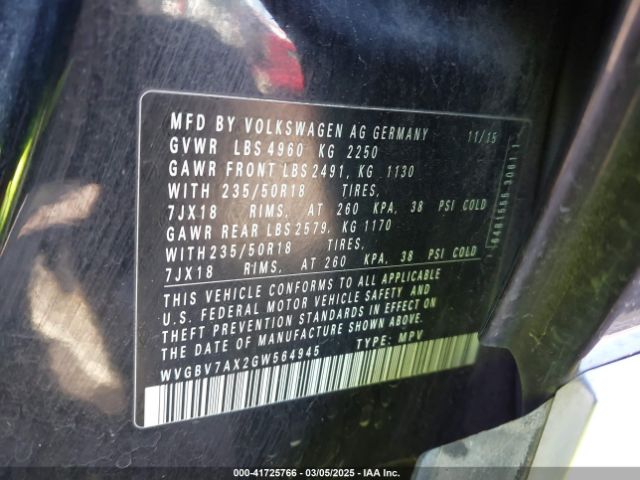 MFD BY VOLKSWAGEN AG GERMANY 11/15
GVWR LBS 4960 KG 2250
GAWR FRONT LBS 2491, KG 1130
WITH 235/50R18 TIRES,
7JX18 RIMS, AT 260 KPA, 38 PSI COLD
GAWR REAR LBS 2579, KG 1170
WITH 235/50R18 TIRES,
7JX18 RIMS, AT 260 KPA, 38 PSI COLD
THIS VEHICLE CONFORMS TO ALL APPLICABLE
U.S. FEDERAL MOTOR VEHICLE SAFETY AND
THEFT PREVENTION STANDARDS IN EFFECT ON
THE DATE OF MANUFACTURE SHOWN ABOVE.
WVGBV7AX2GW564945 TYPE: MPV
000-41725766 — 03/05/2025 — IAA Inc.